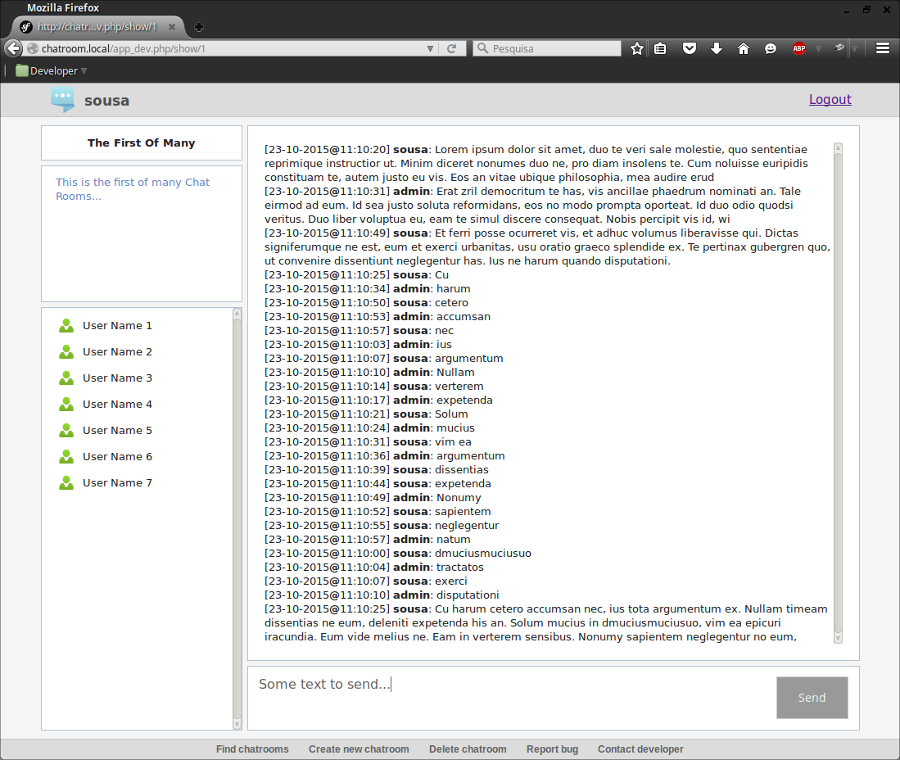 Mozilla Firefox
http://chatr...v.php/show/1
chatroom.local/app_dev.php/show/1
Pesquisa
ABP
Developer
sousa
Logout
The First Of Many
This is the first of many Chat
Rooms...
User Name 1
User Name 2
User Name 3
User Name 4
User Name 5
User Name 6
User Name 7
[23-10-2015@11:10:20] sousa: Lorem ipsum dolor sit amet, duo te veri sale molestie, quo sententiae
reprimique instructior ut. Minim diceret nonumes duo ne, pro diam insolens te. Cum noluisse euripidis
constituam te, autem justo eu vis. Eos an vitae ubique philosophia, mea audire erud
[23-10-2015@11:10:31] admin: Erat zril democritum te has, vis ancillae phaedrum nominati an. Tale
eirmod ad eum. Id sea justo soluta reformidans, eos no modo prompta oporteat. Id duo odio quodsi
veritus. Duo liber voluptua eu, eam te simul discere consequat. Nobis percipit vis id, wi
[23-10-2015@11:10:49] sousa: Et ferri posse ocurreret vis, et adhuc volumus liberavisse qui. Dictas
signiferumque ne est, eum et exerci urbanitas, usu oratio graeco splendide ex. Te pertinax gubergren quo,
ut convenire dissentiunt neglegentur has. Ius ne harum quando disputationi.
[23-10-2015@11:10:25] sousa: Cu
[23-10-2015@11:10:34] admin: harum
[23-10-2015@11:10:50] sousa: cetero
[23-10-2015@11:10:53] admin: accumsan
[23-10-2015@11:10:57] sousa: nec
[23-10-2015@11:10:03] admin: ius
[23-10-2015@11:10:07] sousa: argumentum
[23-10-2015@11:10:10] admin: Nullam
[23-10-2015@11:10:14] sousa: verterem
[23-10-2015@11:10:17] admin: expetenda
[23-10-2015@11:10:21] sousa: Solum
[23-10-2015@11:10:24] admin: mucius
[23-10-2015@11:10:31] sousa: vim ea
[23-10-2015@11:10:36] admin: argumentum
[23-10-2015@11:10:39] sousa: dissentias
[23-10-2015@11:10:44] sousa: expetenda
[23-10-2015@11:10:49] admin: Nonumy
[23-10-2015@11:10:52] sousa: sapientem
[23-10-2015@11:10:55] sousa: neglegentur
[23-10-2015@11:10:57] admin: natum
[23-10-2015@11:10:00] sousa: dmuciusmuciusuo
[23-10-2015@11:10:04] admin: tractatos
[23-10-2015@11:10:07] sousa: exerci
[23-10-2015@11:10:10] admin: disputationi
[23-10-2015@11:10:25] sousa: Cu harum cetero accumsan nec, ius tota argumentum ex. Nullam timeam
dissentias ne eum, deleniti expetenda his an. Solum mucius in dmuciusmuciusuo, vim ea epicuri
iracundia. Eum vide melius ne. Eam in verterem sensibus. Nonumy sapientem neglegentur no eum,
Some text to send...
Send
Find chatrooms
Create new chatroom
Delete chatroom
Report bug
Contact developer